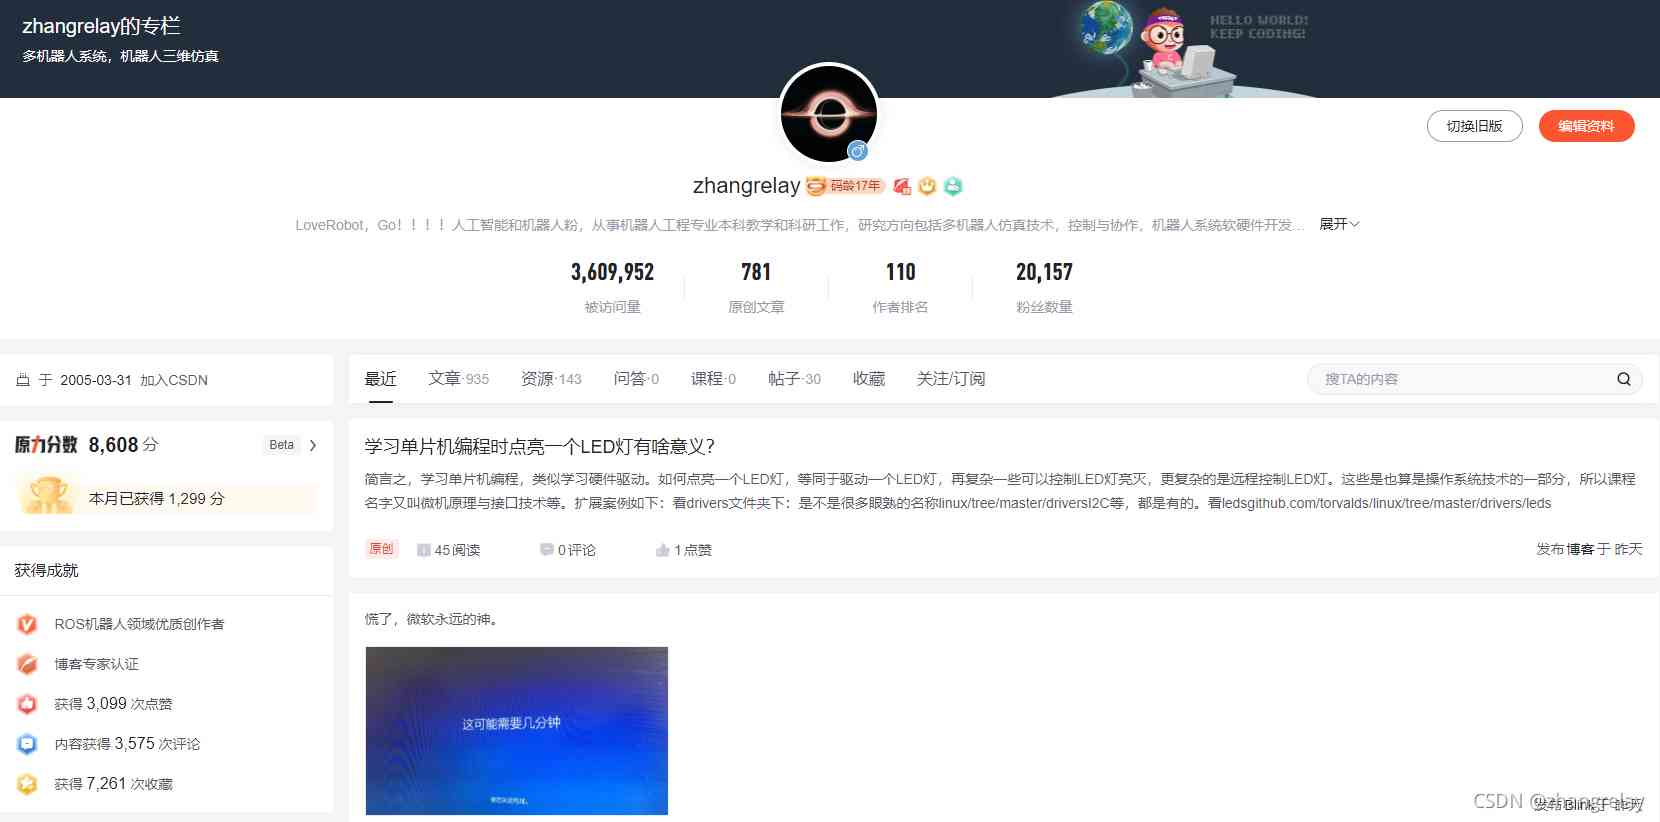 zhangrelay的专栏
多机器人系统，机器人三维仿真
HELLO WORLD!
KEEP CODING!
切换旧版
编辑资料
zhangrelay 码龄17年
LoveRobot，Go！！！！人工智能和机器人粉，从事机器人工程专业本科教学和科研工作，研究方向包括多机器人仿真技术，控制与协作，机器人系统软硬件开发… 展开
3,609,952 781 110 20,157
被访问量 原创文章 作者排名 粉丝数量
于 2005-03-31 加入CSDN
最近 文章·935 资源·143 问答·0 课程·0 帖子·30 收藏 关注/订阅 搜TA的内容
原力分数 8,608 分 Beta
本月已获得 1,299 分
获得成就
ROS机器人领域优质创作者
博客专家认证
获得 3,099 次点赞
内容获得 3,575 次评论
获得 7,261 次收藏
学习单片机编程时点亮一个LED灯有啥意义？
简言之，学习单片机编程，类似学习硬件驱动。如何点亮一个LED灯，等同于驱动一个LED灯，再复杂一些可以控制LED灯亮灭，更复杂的是远程控制LED灯。这些是也算是操作系统技术的一部分，所以课程
名字又叫微机原理与接口技术等。扩展案例如下：看drivers文件夹下：是不是很多眼熟的名称linux/tree/master/driversI2C等，都是有的。看ledsgithub.com/torvalds/linux/tree/master/drivers/leds
原创 45阅读 0评论 1点赞 发布博客于 昨天
慌了，微软永远的神。
这可能需要几分钟
发布Blink于 昨天
CSDN @zhangrelay